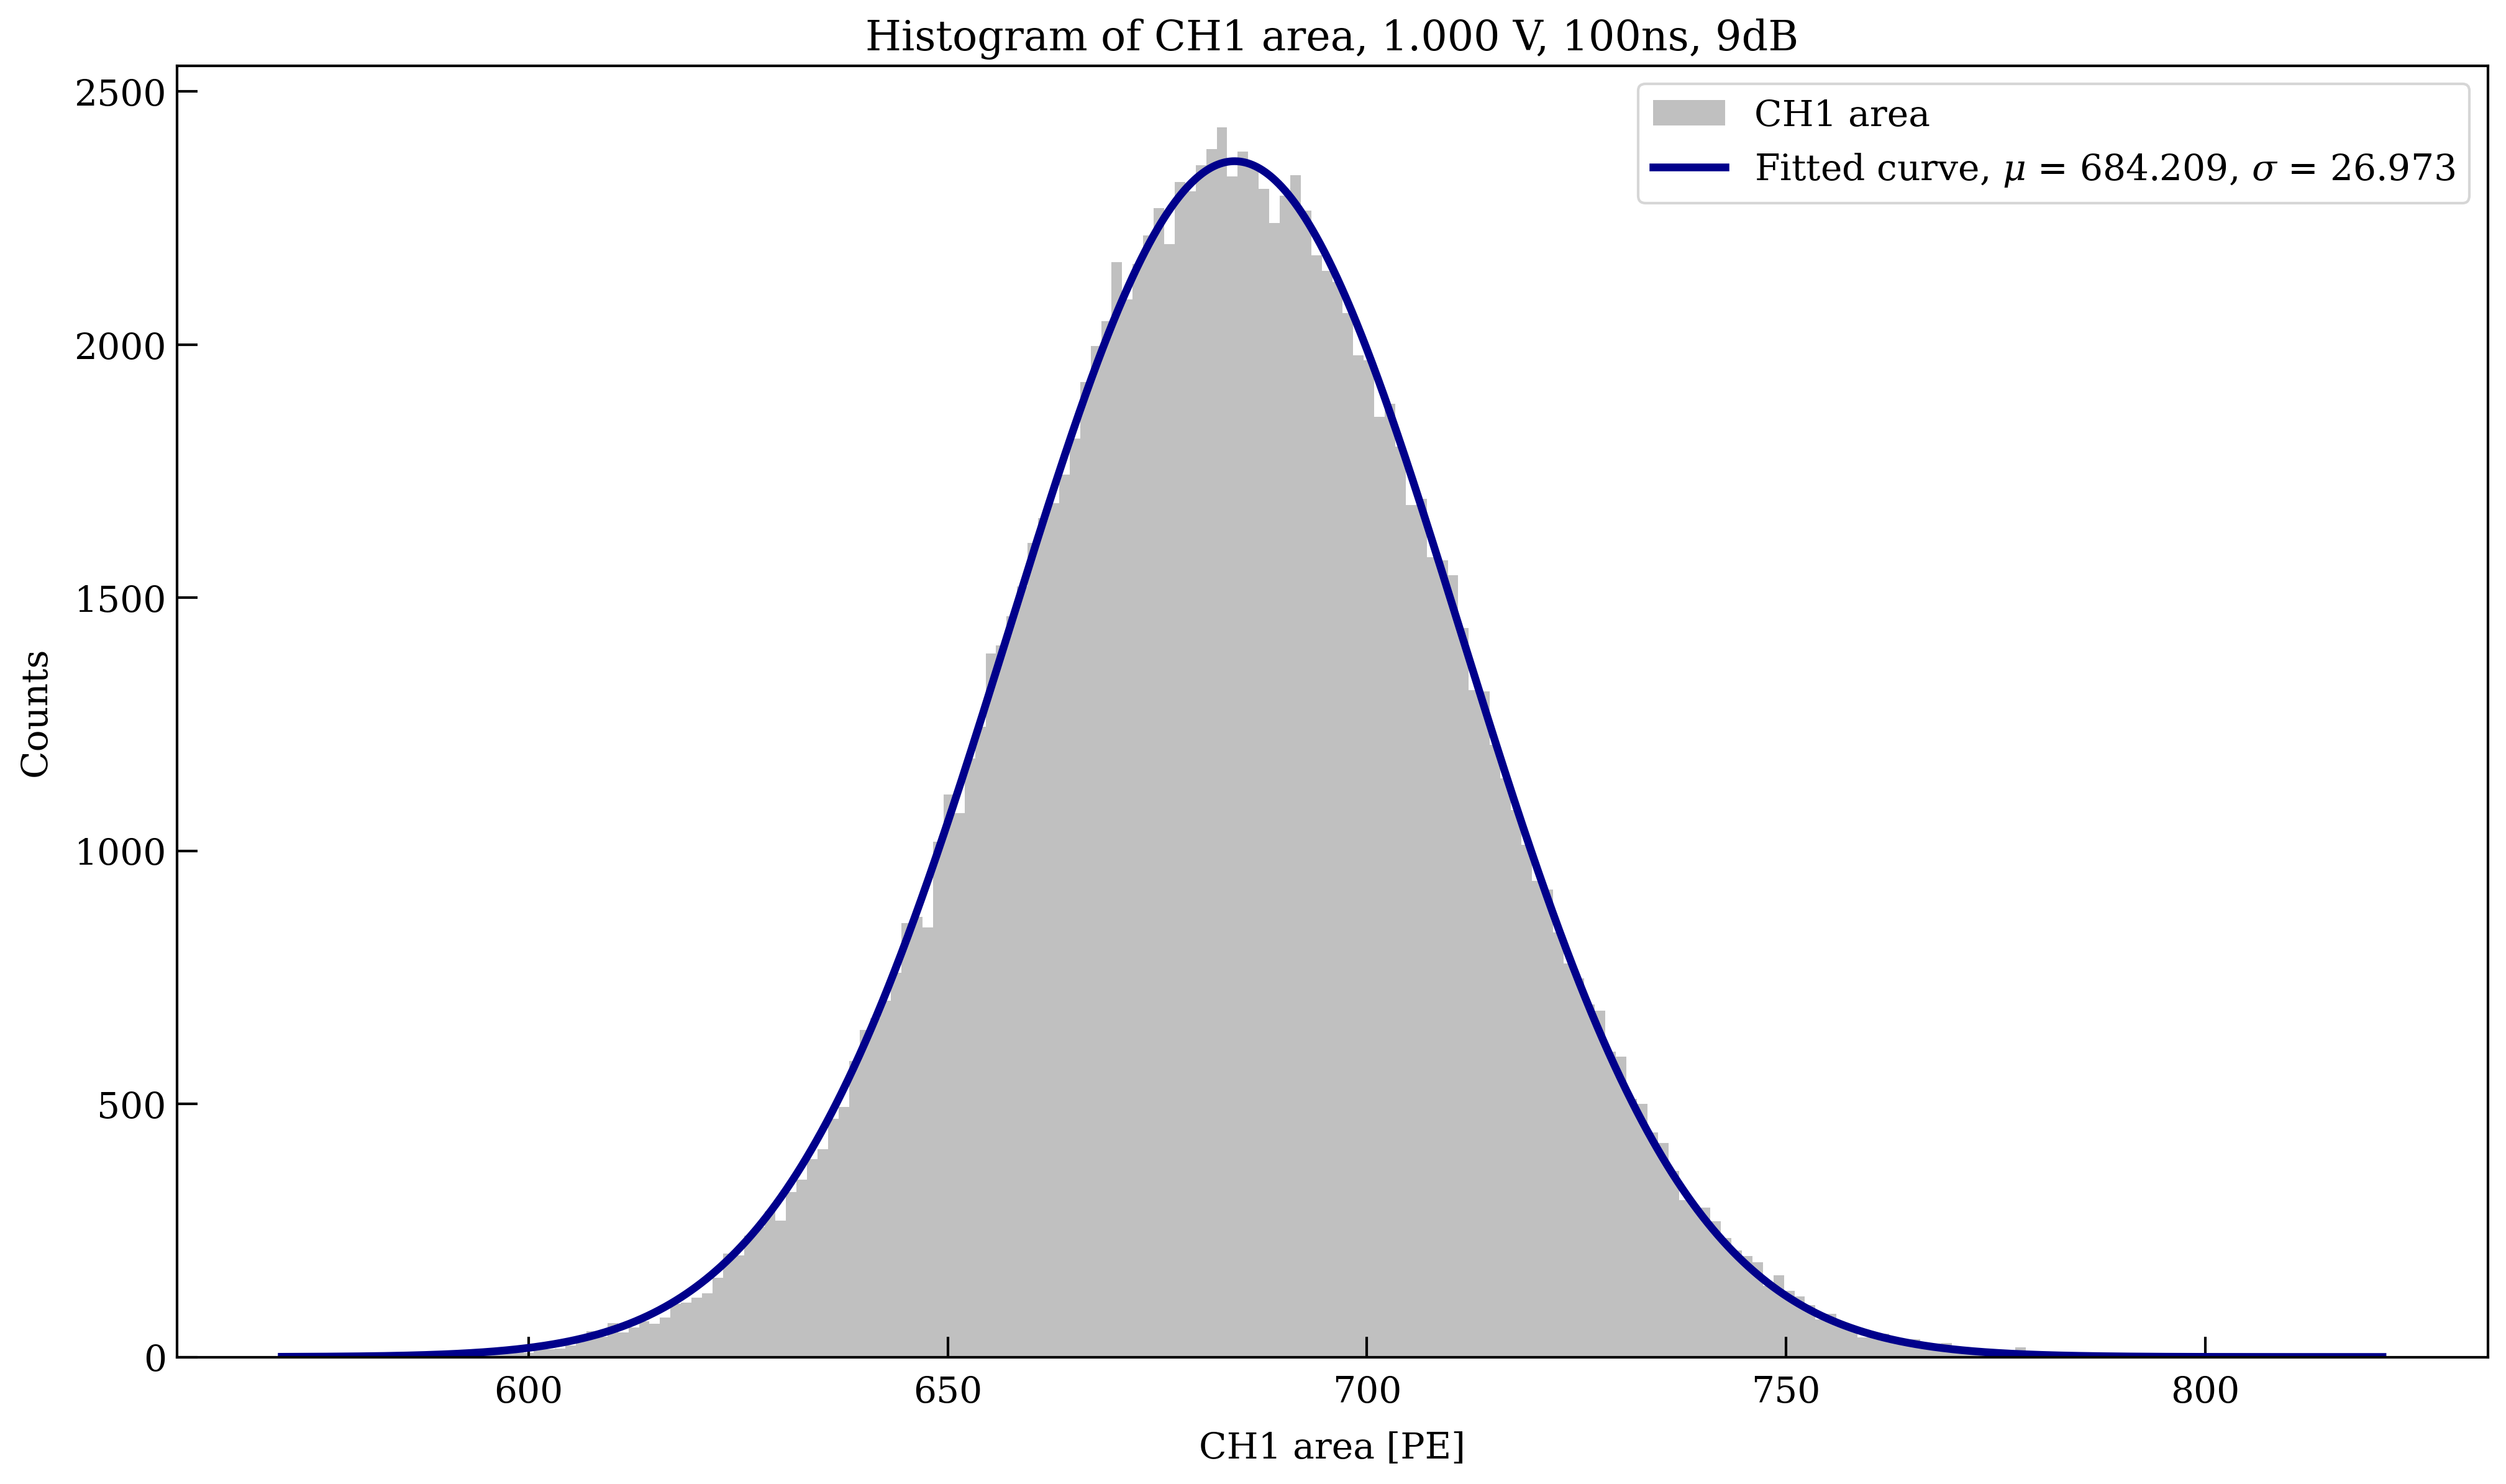 Histogram of CH1 area, 1.000 V, 100ns, 9dB
CH1 area
Fitted curve, μ = 684.209, σ = 26.973
2500
2000
1500
1000
500
0
Counts
600 650 700 750 800
CH1 area [PE]